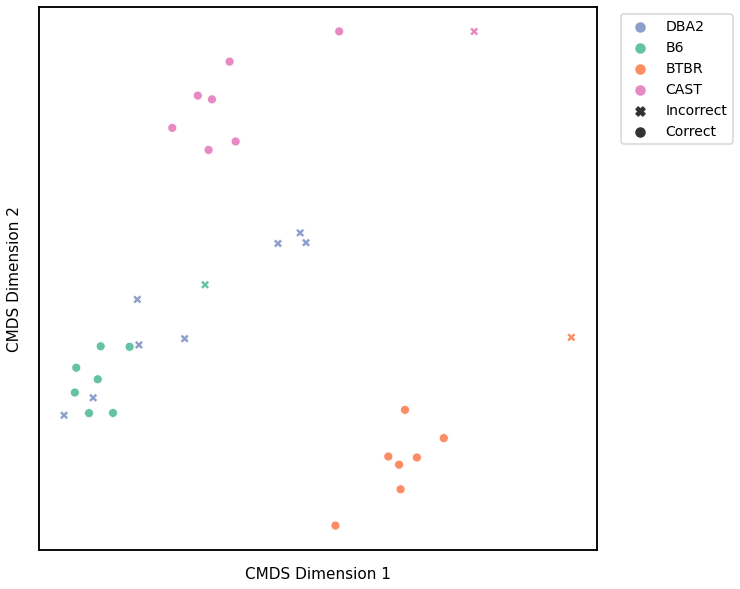 DBA2
B6
BTBR
CAST
Incorrect
Correct
CMDS Dimension 2
CMDS Dimension 1